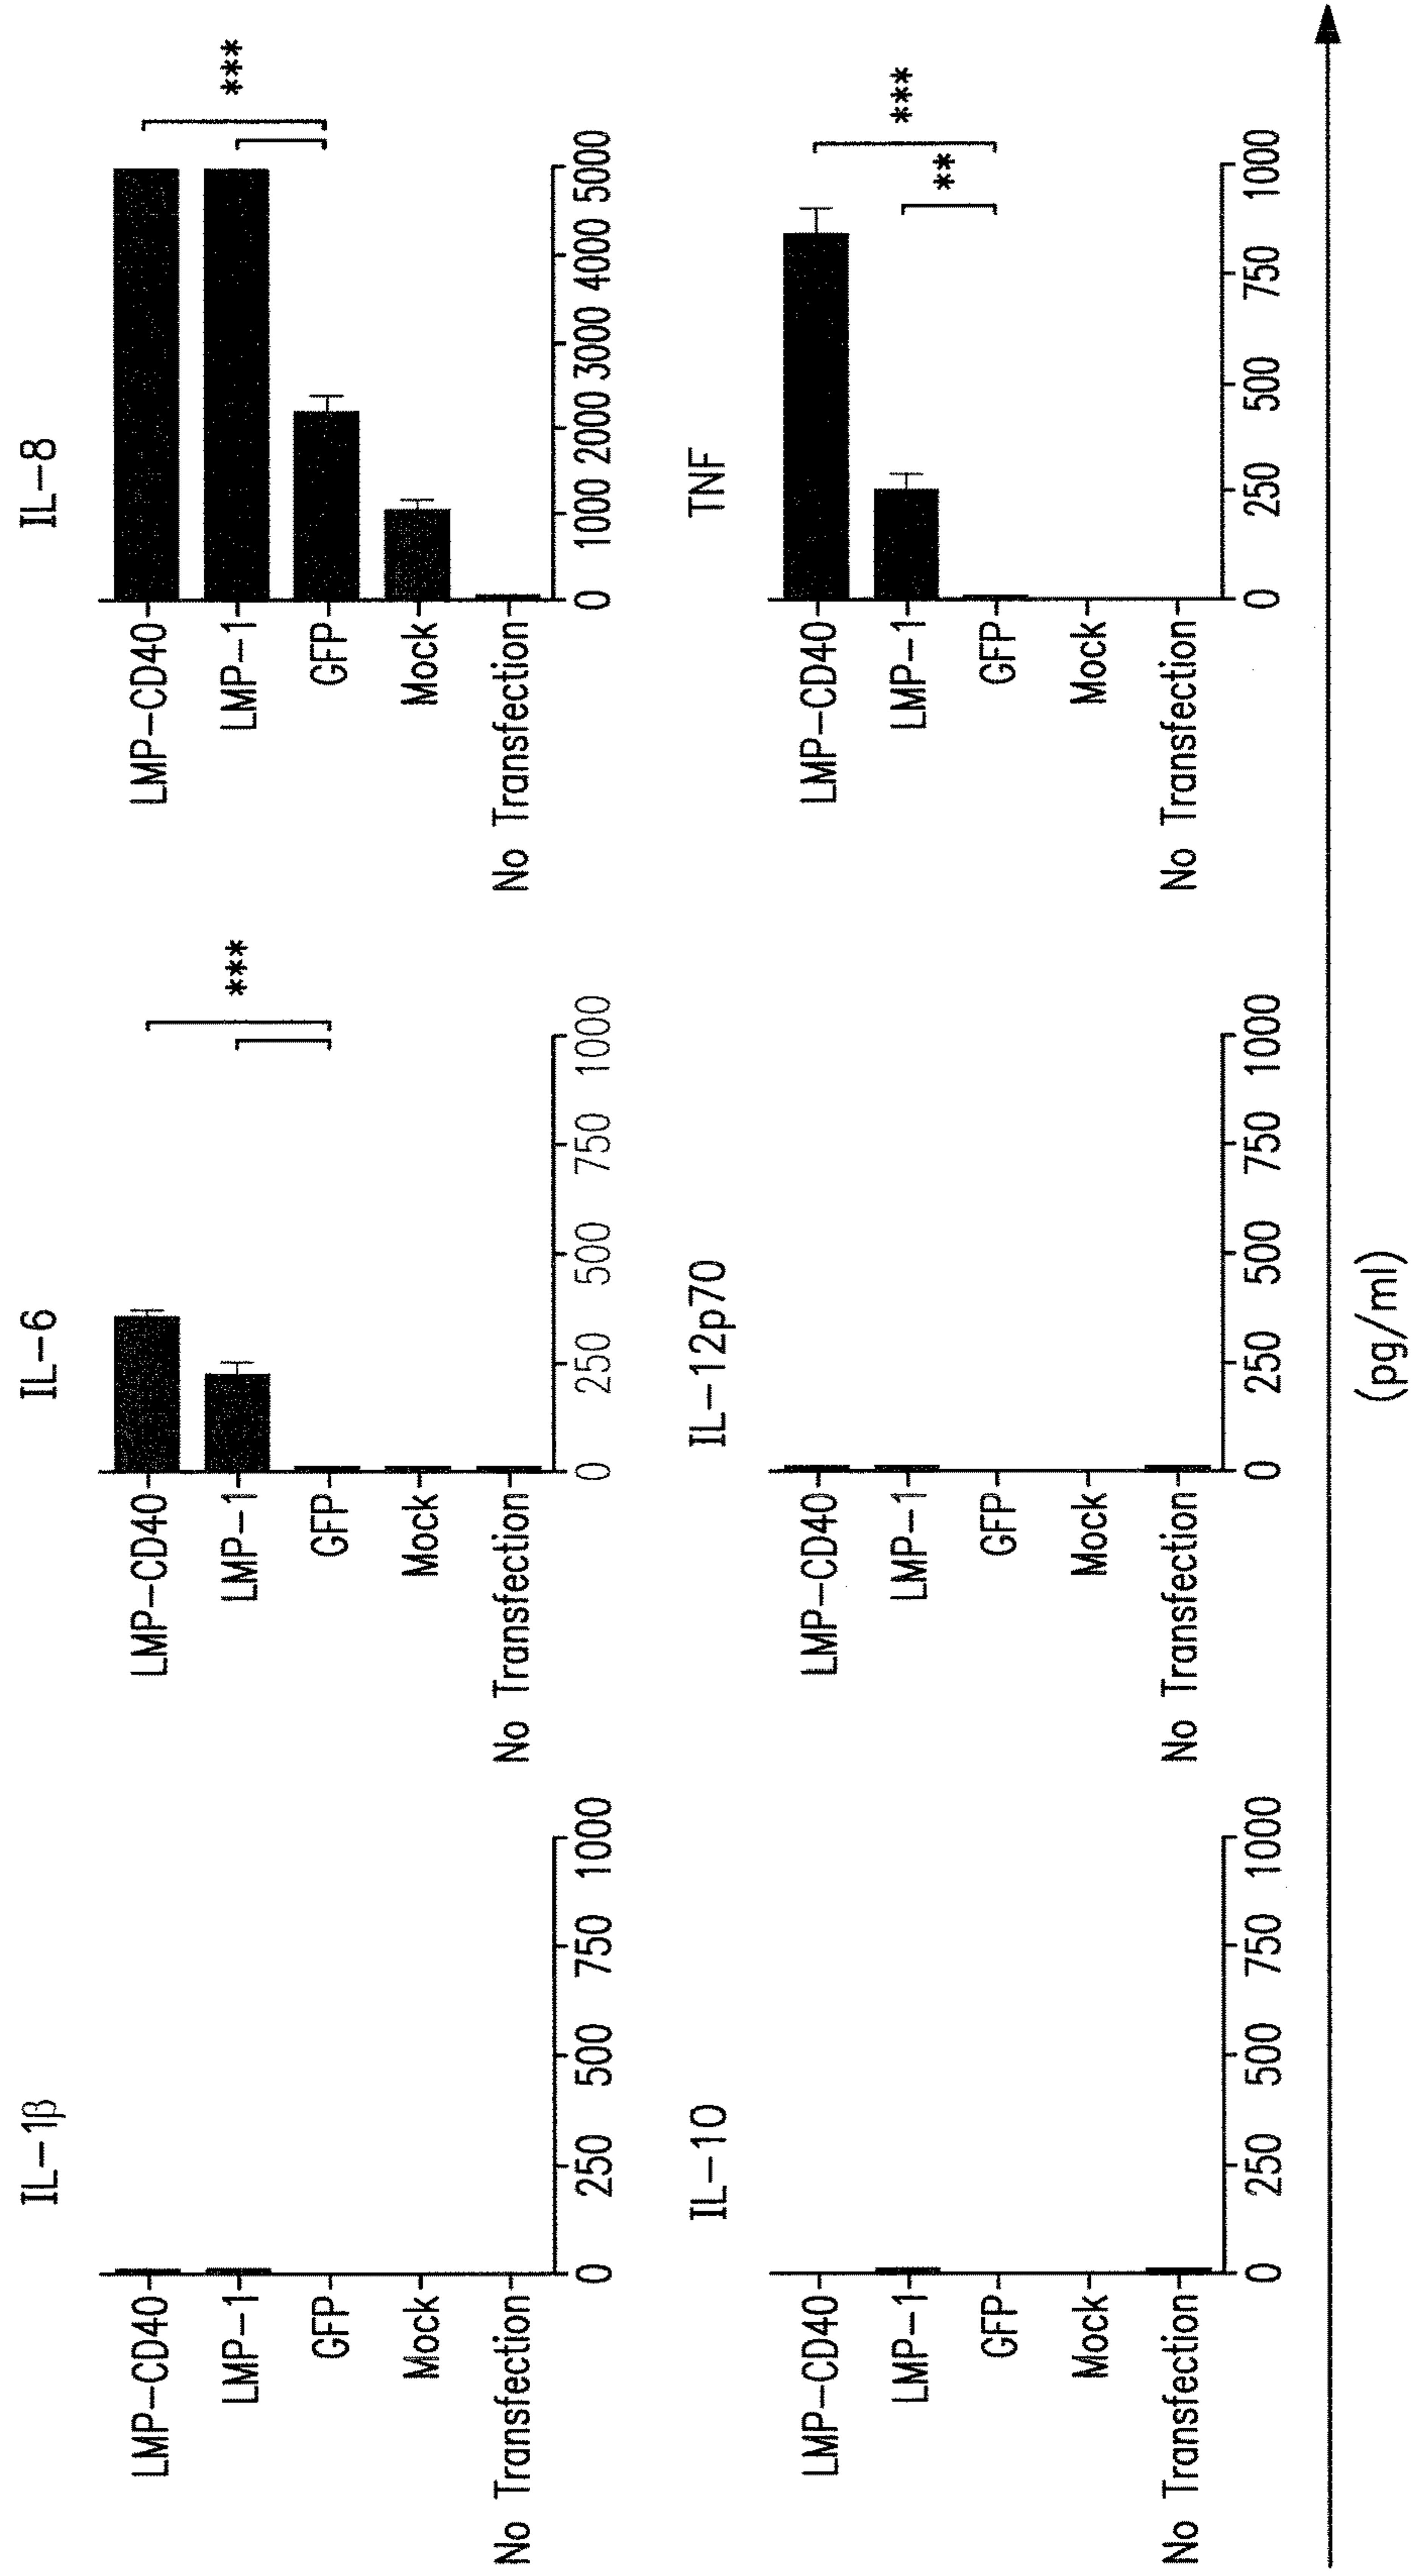 IL-1β
LMP-CD40
LMP-1
GFP
Mock
No Transfection
0 250 500 750 1000
IL-6
***
LMP-CD40
LMP-1
GFP
Mock
No Transfection
0 250 500 750 1000
IL-8
***
LMP-CD40
LMP-1
GFP
Mock
No Transfection
0 1000 2000 3000 4000 5000
IL-10
LMP-CD40
LMP-1
GFP
Mock
No Transfection
0 250 500 750 1000
IL-12p70
LMP-CD40
LMP-1
GFP
Mock
No Transfection
0 250 500 750 1000
TNF
***
**
LMP-CD40
LMP-1
GFP
Mock
No Transfection
0 250 500 750 1000
(pg/ml)